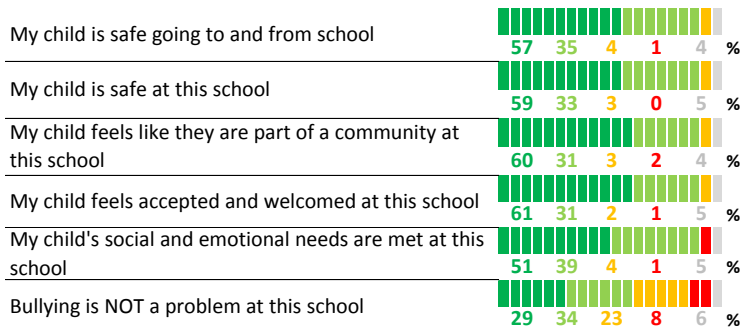 My child is safe going to and from school
57 35 4 1 4 %
My child is safe at this school
59 33 3 0 5 %
My child feels like they are part of a community at
this school
60 31 3 2 4 %
My child feels accepted and welcomed at this school
61 31 2 1 5 %
My child's social and emotional needs are met at this
school
51 39 4 1 5 %
Bullying is NOT a problem at this school
29 34 23 8 6 %